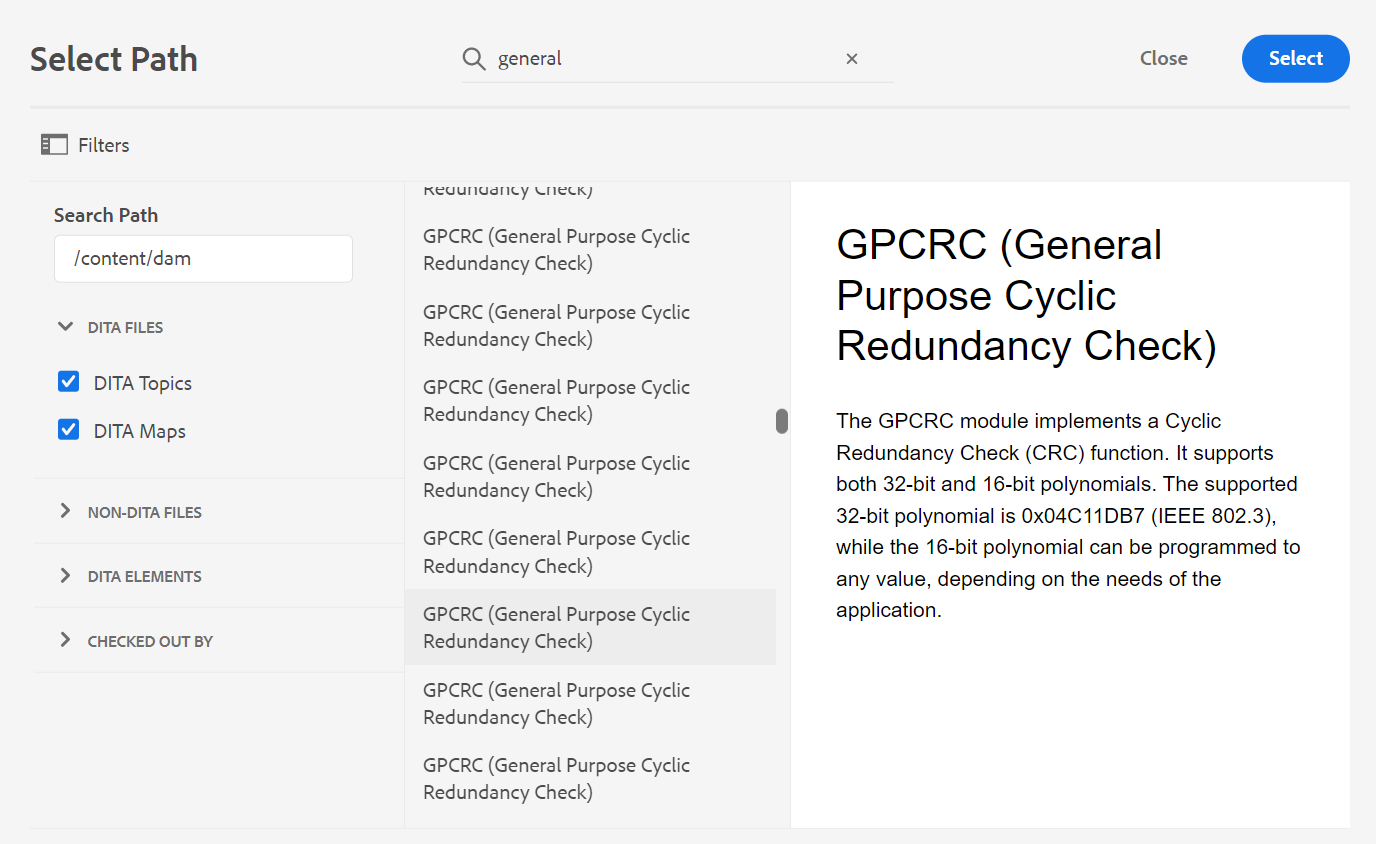 Select Path
general
Close
Select
Filters
Search Path
/content/dam
DITA FILES
DITA Topics
DITA Maps
NON-DITA FILES
DITA ELEMENTS
CHECKED OUT BY
Redundancy Check)
GPCRC (General Purpose Cyclic
Redundancy Check)
GPCRC (General Purpose Cyclic
Redundancy Check)
GPCRC (General Purpose Cyclic
Redundancy Check)
GPCRC (General Purpose Cyclic
Redundancy Check)
GPCRC (General Purpose Cyclic
Redundancy Check)
GPCRC (General Purpose Cyclic
Redundancy Check)
GPCRC (General Purpose Cyclic
Redundancy Check)
GPCRC (General Purpose Cyclic
Redundancy Check)
GPCRC (General
Purpose Cyclic
Redundancy Check)
The GPCRC module implements a Cyclic
Redundancy Check (CRC) function. It supports
both 32-bit and 16-bit polynomials. The supported
32-bit polynomial is 0x04C11DB7 (IEEE 802.3),
while the 16-bit polynomial can be programmed to
any value, depending on the needs of the
application.